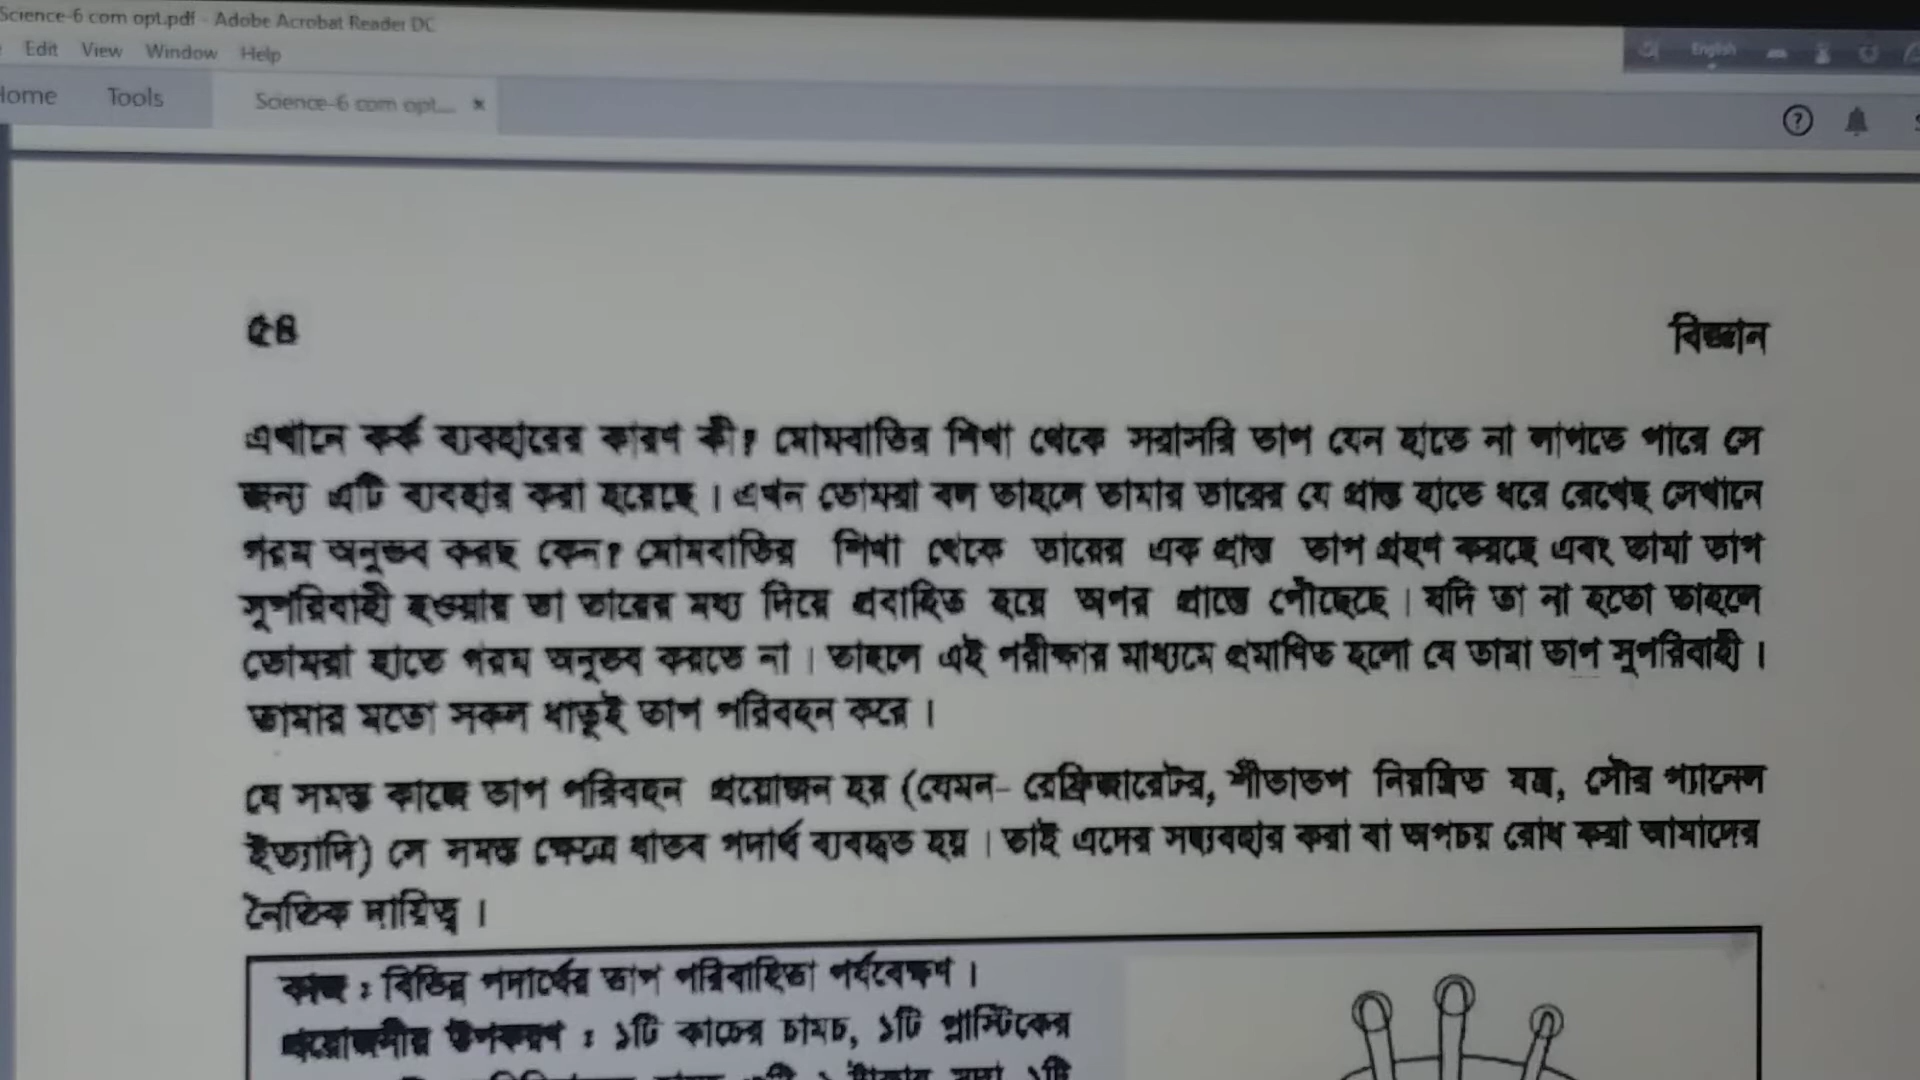 Science-6 com opt.pdf - Adobe Acrobat Reader DC
Edit View Window Help
English
Home Tools Science-6 com opt... ×
৫৪
বিজ্ঞান
এখানে কর্ক ব্যবহারের কারণ কী? মোমবাতির শিখা থেকে সরাসরি তাপ যেন হাতে না লাগতে পারে সে
জন্য এটি ব্যবহার করা হয়েছে। এখন তোমরা বল তাহলে তামার তারের যে প্রান্ত হাতে ধরে রেখেছ সেখানে
গরম অনুভব করছ কেন? মোমবাতির শিখা থেকে তারের এক প্রান্ত তাপ গ্রহণ করছে এবং তামা তাপ
সুপরিবাহী হওয়ায় তা তারের মধ্য দিয়ে প্রবাহিত হয়ে অপর প্রান্তে পৌঁছেছে। যদি তা না হতো তাহলে
তোমরা হাতে গরম অনুভব করতে না। তাহলে এই পরীক্ষার মাধ্যমে প্রমাণিত হলো যে তামা তাপ সুপরিবাহী।
তামার মতো সকল ধাতুই তাপ পরিবহন করে।
যে সমস্ত কাজে তাপ পরিবহন প্রয়োজন হয় (যেমন- রেফ্রিজারেটর, শীতাতপ নিয়ন্ত্রিত যন্ত্র, সৌর প্যানেল
ইত্যাদি) সে সমস্ত ক্ষেত্রে ধাতব পদার্থ ব্যবহৃত হয়। তাই এদের সদ্ব্যবহার করা বা অপচয় রোধ করা আমাদের
নৈতিক দায়িত্ব।
কাজ : বিভিন্ন পদার্থের তাপ পরিবাহিতা পর্যবেক্ষণ।
প্রয়োজনীয় উপকরণ : ১টি কাচের চামচ, ১টি প্লাস্টিকের